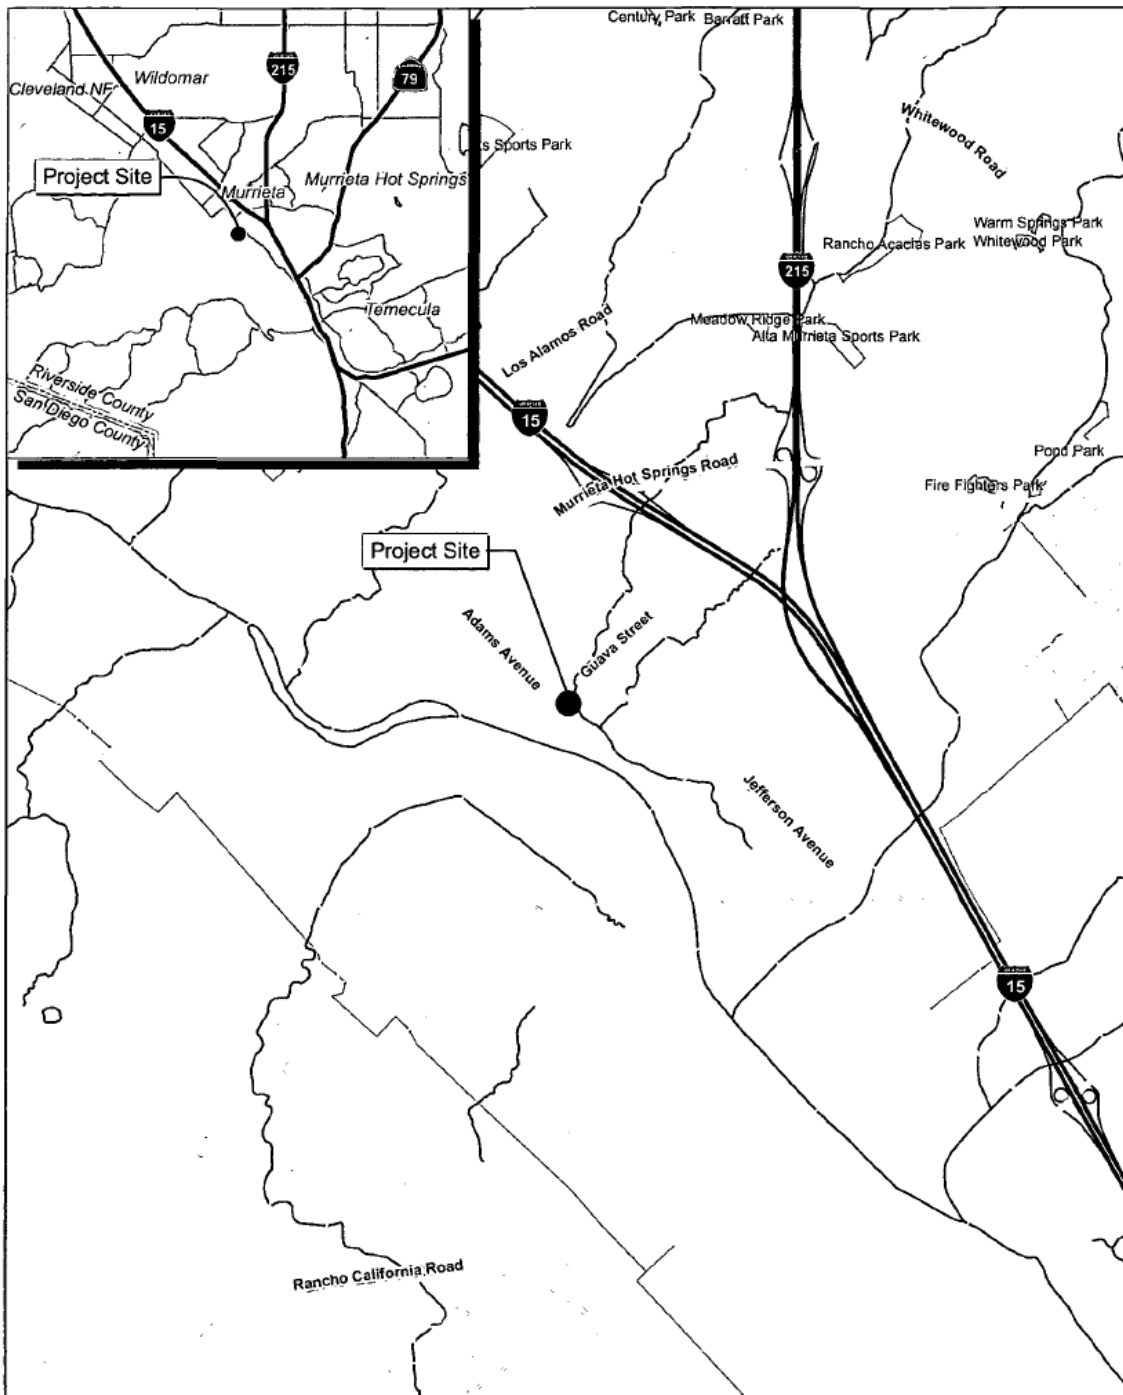 Century Park
Barratt Park
215
Wildomar
79
Cleveland NF
15
Whitewood Road
s Sports Park
Project Site
Murrieta Hot Springs
Murrieta
Warm Springs Park
Rancho Acacias Park
Whitewood Park
215
Temecula
Meadow Ridge Park
Alta Murrieta Sports Park
Los Alamos Road
Riverside County
San Diego County
15
Pond Park
Murrieta Hot Springs Road
Fire Fighters Park
Project Site
Adams Avenue
Guava Street
Jefferson Avenue
15
Rancho California Road